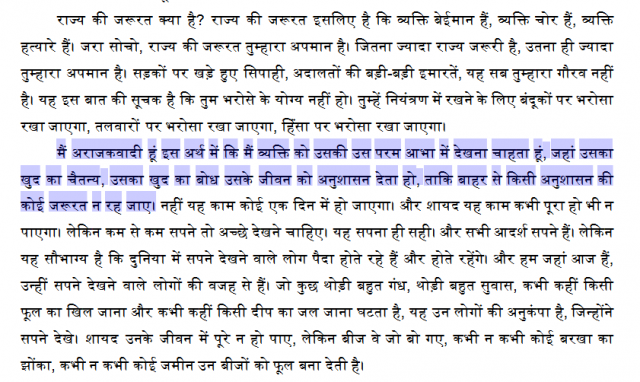 राज्य की जरूरत क्या है? राज्य की जरूरत इसलिए है कि व्यक्ति बेईमान हैं, व्यक्ति चोर हैं, व्यक्ति
हत्यारे हैं। जरा सोचो, राज्य की जरूरत तुम्हारा अपमान है। जितना ज्यादा राज्य जरूरी है, उतना ही ज्यादा
तुम्हारा अपमान है। सड़कों पर खड़े हुए सिपाही, अदालतों की बड़ी-बड़ी इमारतें, यह सब तुम्हारा गौरव नहीं
है। यह इस बात की सूचक है कि तुम भरोसे के योग्य नहीं हो। तुम्हें नियंत्रण में रखने के लिए बंदूकों पर भरोसा
रखा जाएगा, तलवारों पर भरोसा रखा जाएगा, हिंसा पर भरोसा रखा जाएगा।
मैं अराजकवादी हूं इस अर्थ में कि मैं व्यक्ति को उसकी उस परम आभा में देखना चाहता हूं, जहां उसका
खुद का चैतन्य, उसका खुद का बोध उसके जीवन को अनुशासन देता हो, ताकि बाहर से किसी अनुशासन की
कोई जरूरत न रह जाए। नहीं यह काम कोई एक दिन में हो जाएगा। और शायद यह काम कभी पूरा हो भी न
पाएगा। लेकिन कम से कम सपने तो अच्छे देखने चाहिए। यह सपना ही सही। और सभी आदर्श सपने हैं। लेकिन
यह सौभाग्य है कि दुनिया में सपने देखने वाले लोग पैदा होते रहे हैं और होते रहेंगे। और हम जहां आज हैं,
उन्हीं सपने देखने वाले लोगों की वजह से हैं। जो कुछ थोड़ी बहुत गंध, थोड़ी बहुत सुवास, कभी कहीं किसी
फूल का खिल जाना और कभी कहीं किसी दीप का जल जाना घटता है, यह उन लोगों की अनुकंपा है, जिन्होंने
सपने देखे। शायद उनके जीवन में पूरे न हो पाए, लेकिन बीज वे जो बो गए, कभी न कभी कोई बरखा का
झोंका, कभी न कभी कोई जमीन उन बीजों को फूल बना देती है।